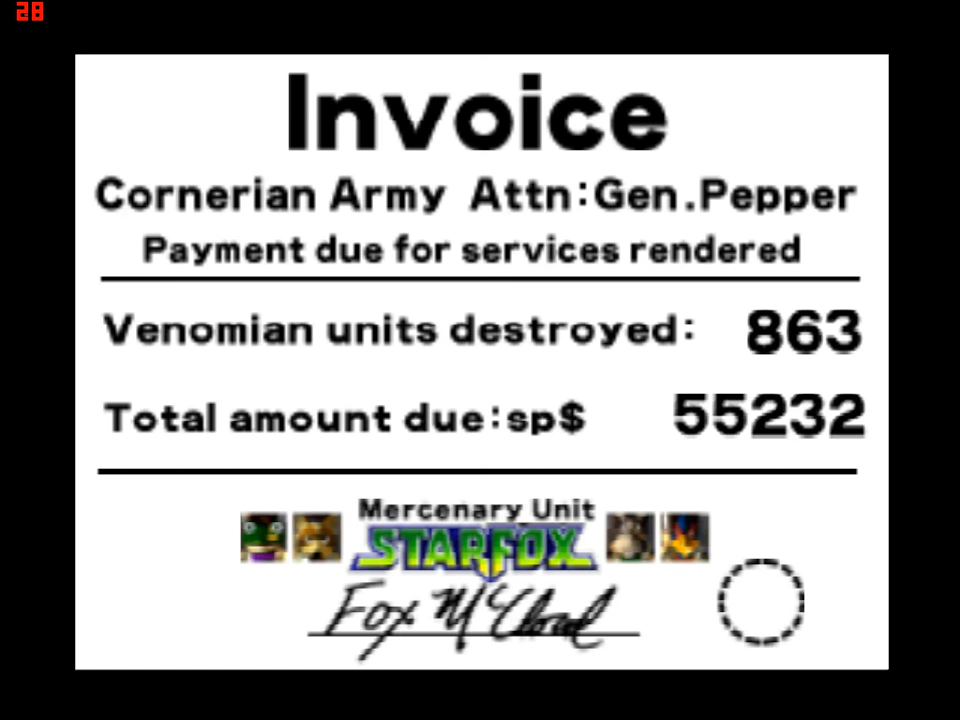 28
Invoice
Cornerian Army Attn:Gen.Pepper
Payment due for services rendered
Venomian units destroyed: 863
Total amount due:sp$ 55232
Mercenary Unit
STARFOX
Fox McCloud